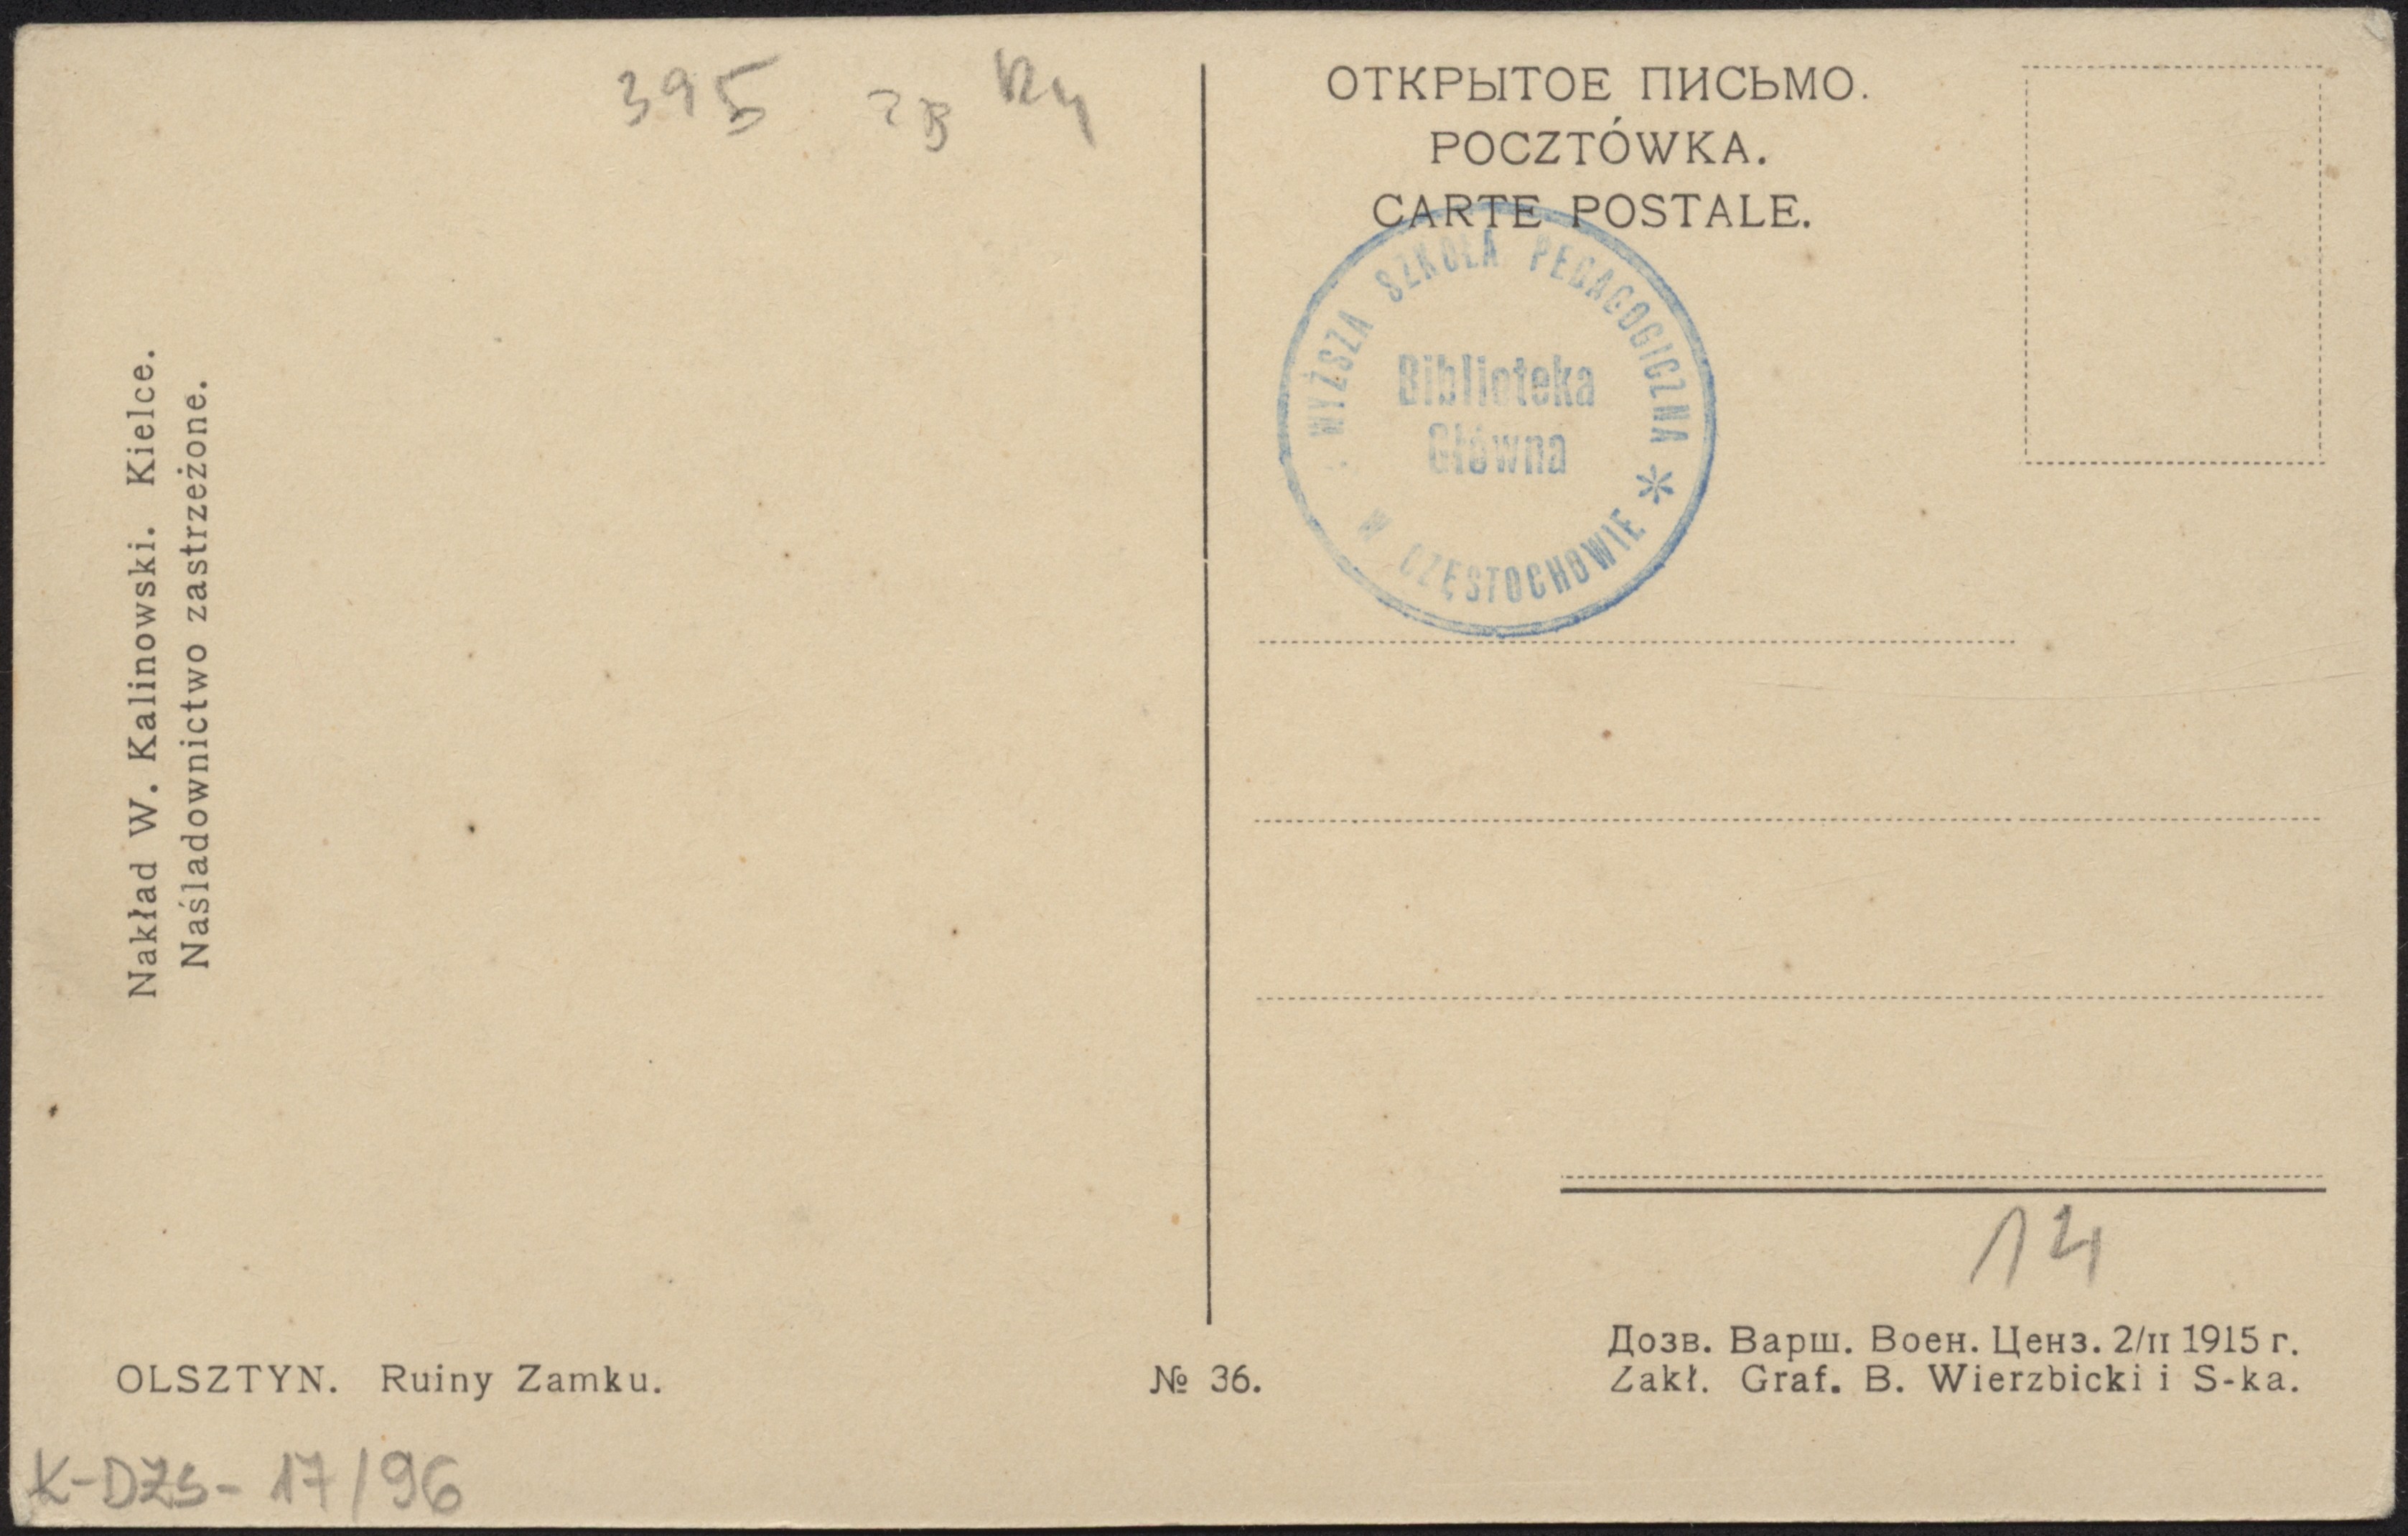 395
ОТКРЫТОЕ ПИСЬМО.
POCZTÓWKA.
CARTE POSTALE.
WYŻSZA SZKOŁA PEDAGOGICZNA
W CZĘSTOCHOWIE *
Biblioteka
Główna
Nakład W. Kalinowski. Kielce.
Naśladownictwo zastrzeżone.
14
OLSZTYN. Ruiny Zamku.
№ 36.
Дозв. Варш. Воен. Ценз. 2/II 1915 г.
Zakł. Graf. B. Wierzbicki i S-ka.
K-DŻS-17/96